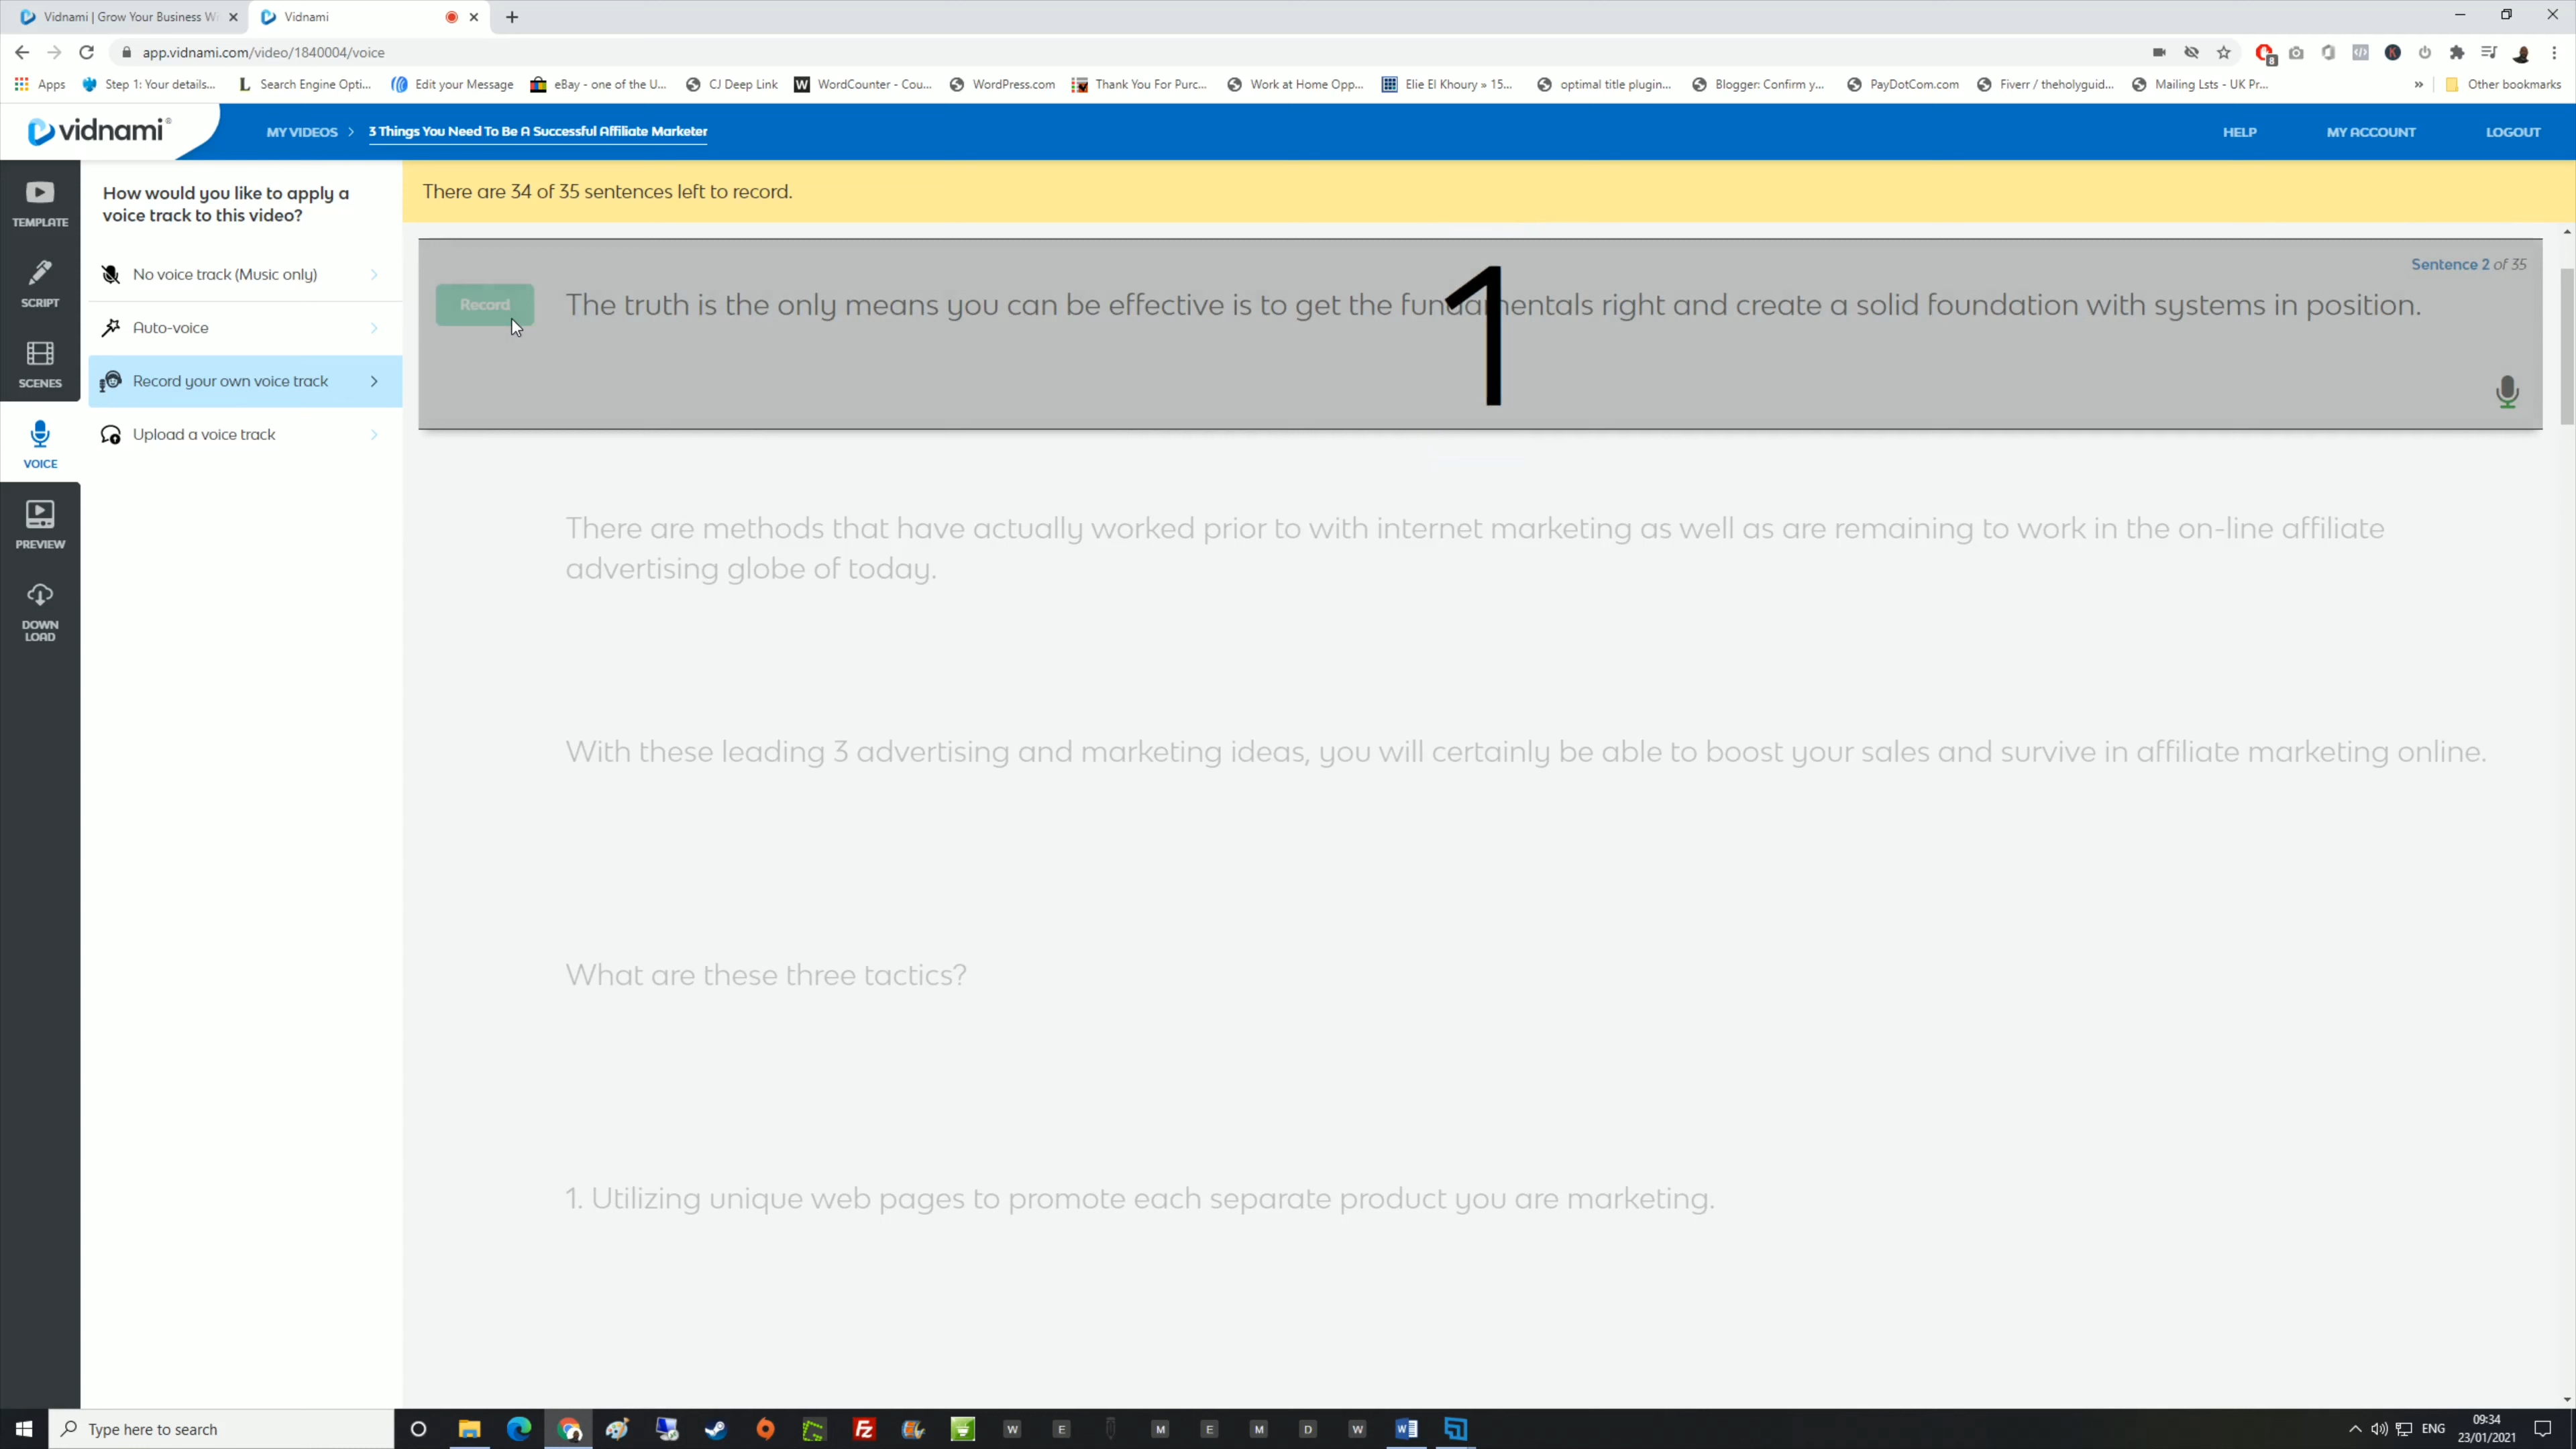 Vidnami | Grow Your Business Wi
Vidnami
app.vidnami.com/video/1840004/voice
8
Apps
Step 1: Your details...
Search Engine Opti...
Edit your Message
eBay - one of the U...
CJ Deep Link
WordCounter - Cou...
WordPress.com
Thank You For Purc...
Work at Home Opp...
Elie El Khoury » 15...
optimal title plugin...
Blogger: Confirm y...
PayDotCom.com
Fiverr / theholyguid...
Mailing Lsts - UK Pr...
»
Other bookmarks
vidnami®
MY VIDEOS >
3 Things You Need To Be A Successful Affiliate Marketer
HELP
MY ACCOUNT
LOGOUT
TEMPLATE
SCRIPT
SCENES
VOICE
PREVIEW
DOWN
LOAD
How would you like to apply a
voice track to this video?
No voice track (Music only)
Auto-voice
Record your own voice track
Upload a voice track
There are 34 of 35 sentences left to record.
Sentence 2 of 35
Record
The truth is the only means you can be effective is to get the fundamentals right and create a solid foundation with systems in position.
1
There are methods that have actually worked prior to with internet marketing as well as are remaining to work in the on-line affiliate
advertising globe of today.
With these leading 3 advertising and marketing ideas, you will certainly be able to boost your sales and survive in affiliate marketing online.
What are these three tactics?
1. Utilizing unique web pages to promote each separate product you are marketing.
Type here to search
W
E
M
E
M
D
W
ENG
09:34
23/01/2021